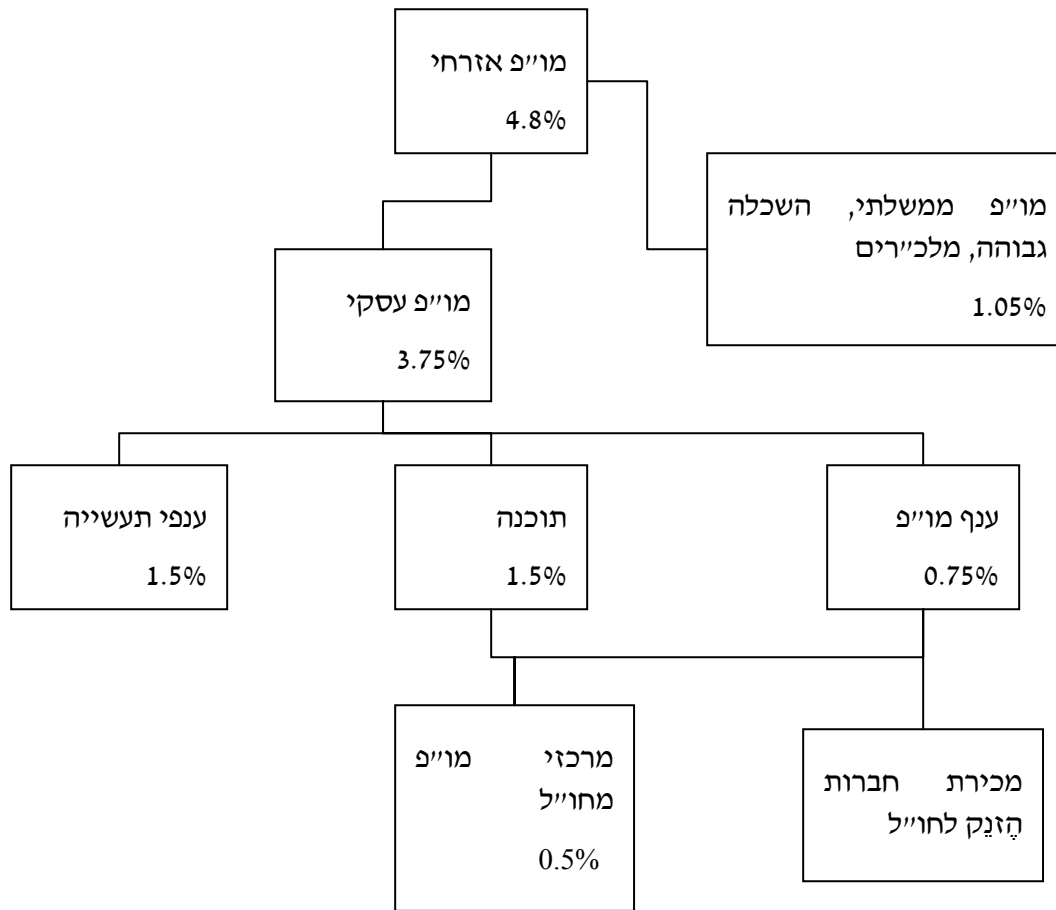 מו״פ אזרחי
4.8%
מו״פ ממשלתי, השכלה
גבוהה, מלכ״רים
1.05%
מו״פ עסקי
3.75%
ענף מו״פ
0.75%
תוכנה
1.5%
ענפי תעשייה
1.5%
מכירת חברות
הֶזנֵק לחו״ל
מרכזי מו״פ
מחו״ל
0.5%